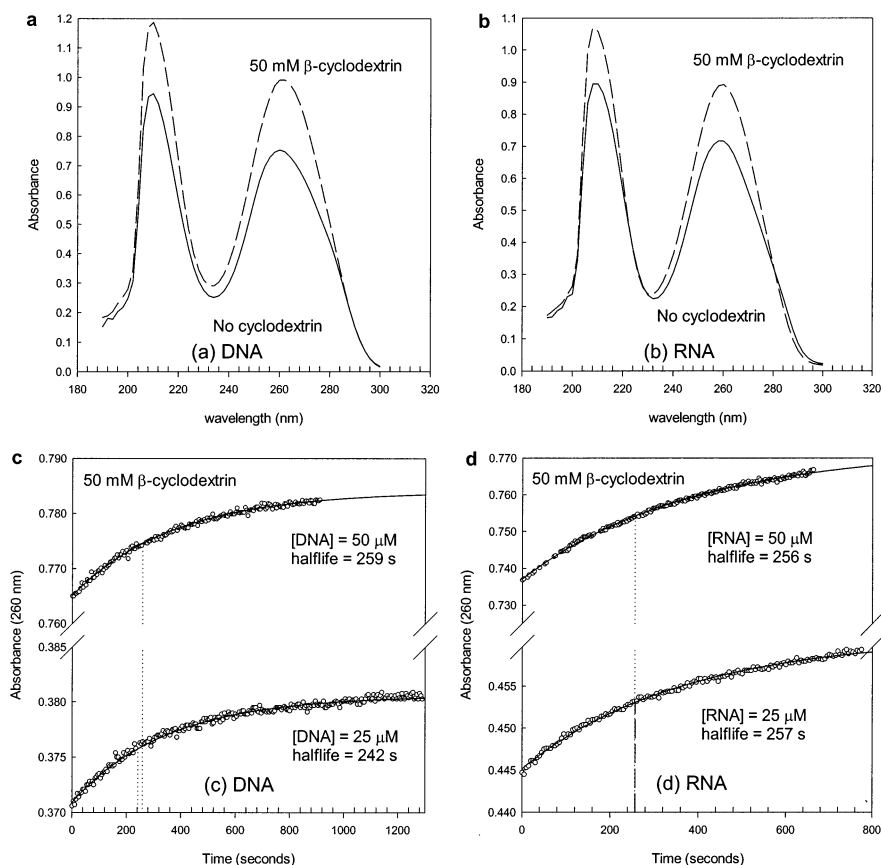 a
1.2
1.1
1.0
0.9
0.8
0.7
0.6
0.5
0.4
0.3
0.2
0.1
0.0
Absorbance
50 mM β-cyclodextrin
No cyclodextrin
(a) DNA
180 200 220 240 260 280 300 320
wavelength (nm)
b
1.1
1.0
0.9
0.8
0.7
0.6
0.5
0.4
0.3
0.2
0.1
0.0
Absorbance
50 mM β-cyclodextrin
No cyclodextrin
(b) RNA
180 200 220 240 260 280 300 320
wavelength (nm)
c
0.790
0.780
0.770
0.760
0.385
0.380
0.375
0.370
Absorbance (260 nm)
50 mM β-cyclodextrin
[DNA] = 50 μM
halflife = 259 s
[DNA] = 25 μM
halflife = 242 s
(c) DNA
0 200 400 600 800 1000 1200
Time (seconds)
d
0.770
0.760
0.750
0.740
0.730
0.455
0.450
0.445
0.440
Absorbance (260 nm)
50 mM β-cyclodextrin
[RNA] = 50 μM
halflife = 256 s
[RNA] = 25 μM
halflife = 257 s
(d) RNA
0 200 400 600 800
Time (seconds)